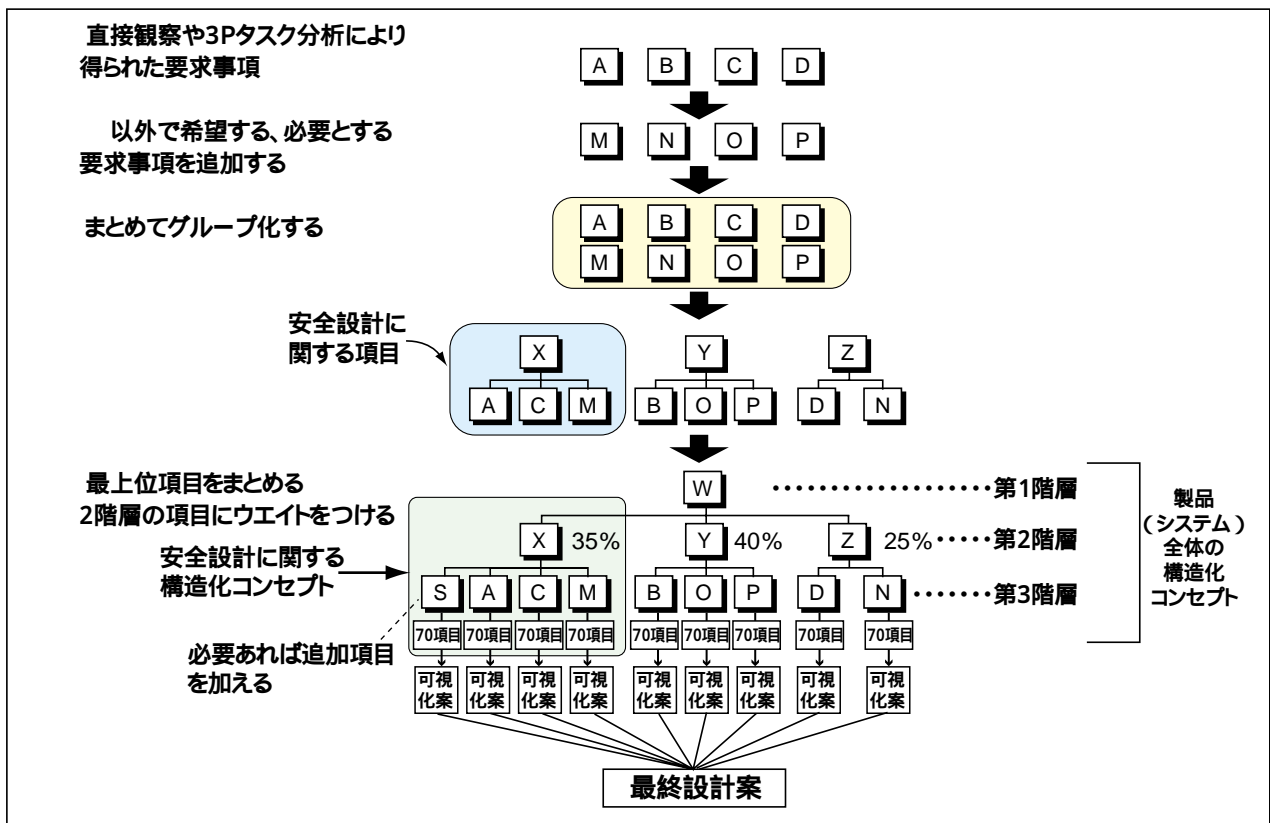 直接観察や3Pタスク分析により
得られた要求事項
A B C D
以外で希望する、必要とする
要求事項を追加する
M N O P
まとめてグループ化する
A B C D
M N O P
安全設計に
関する項目
X Y Z
A C M B O P D N
最上位項目をまとめる
2階層の項目にウエイトをつける
W ・・・・・・・・・・・・・・・・・・第1階層
X 35% Y 40% Z 25% ・・・・・第2階層
安全設計に関する
構造化コンセプト
S A C M B O P D N ・・・・・・・・第3階層
製品
(システム)
全体の
構造化
コンセプト
70項目 70項目 70項目 70項目 70項目 70項目 70項目 70項目 70項目
必要あれば追加項目
を加える
可視 可視 可視 可視 可視 可視 可視 可視 可視
化案 化案 化案 化案 化案 化案 化案 化案 化案
最終設計案